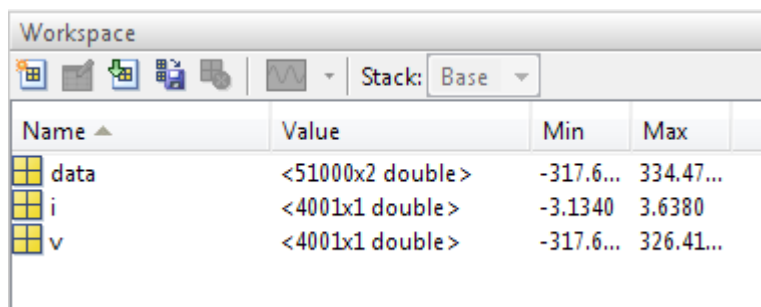 Workspace
Stack: Base
Name Value Min Max
data <51000x2 double> -317.6... 334.47...
i <4001x1 double> -3.1340 3.6380
v <4001x1 double> -317.6... 326.41...